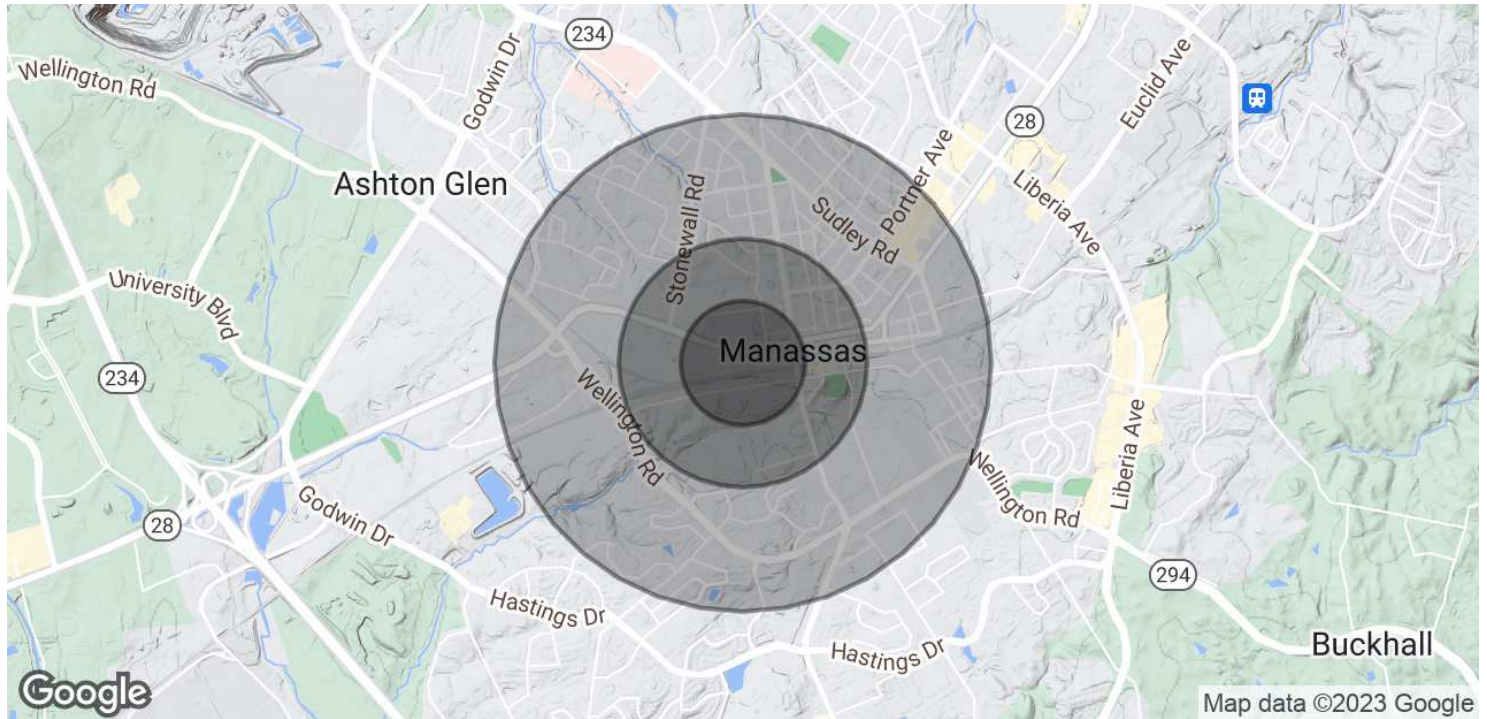 234
Wellington Rd
Godwin Dr
Euclid Ave
28
Ashton Glen
Stonewall Rd
Portner Ave
Sudley Rd
Liberia Ave
University Blvd
Manassas
234
Wellington Rd
Liberia Ave
Wellington Rd
Godwin Dr
28
294
Hastings Dr
Hastings Dr
Buckhall
Google
Map data ©2023 Google